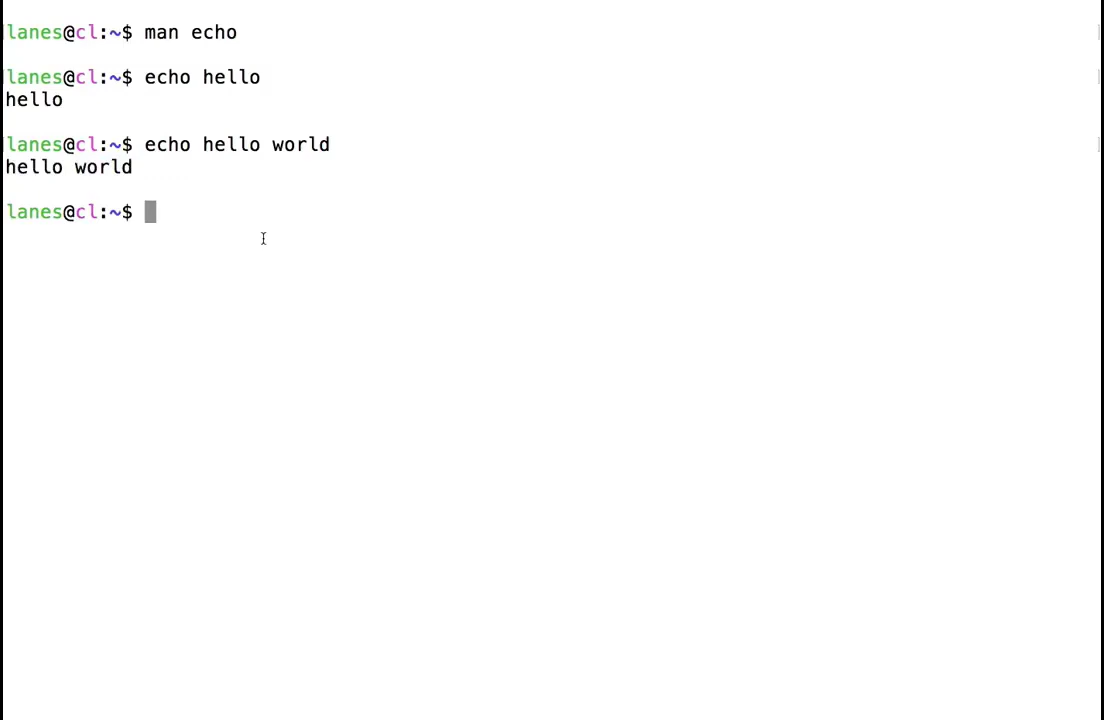 lanes@cl:~$ man echo
lanes@cl:~$ echo hello
hello
lanes@cl:~$ echo hello world
hello world
lanes@cl:~$